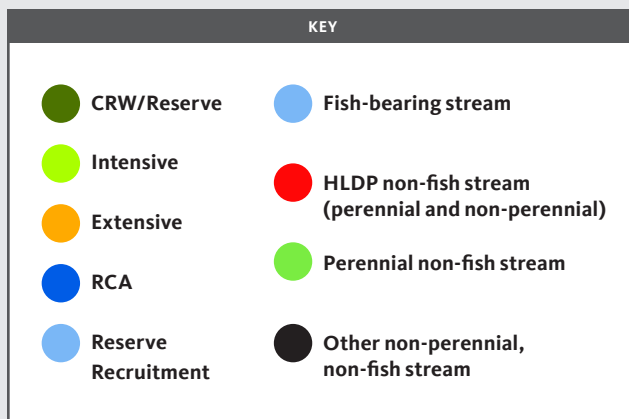 KEY
CRW/Reserve
Intensive
Extensive
RCA
Reserve
Recruitment
Fish-bearing stream
HLDP non-fish stream
(perennial and non-perennial)
Perennial non-fish stream
Other non-perennial,
non-fish stream